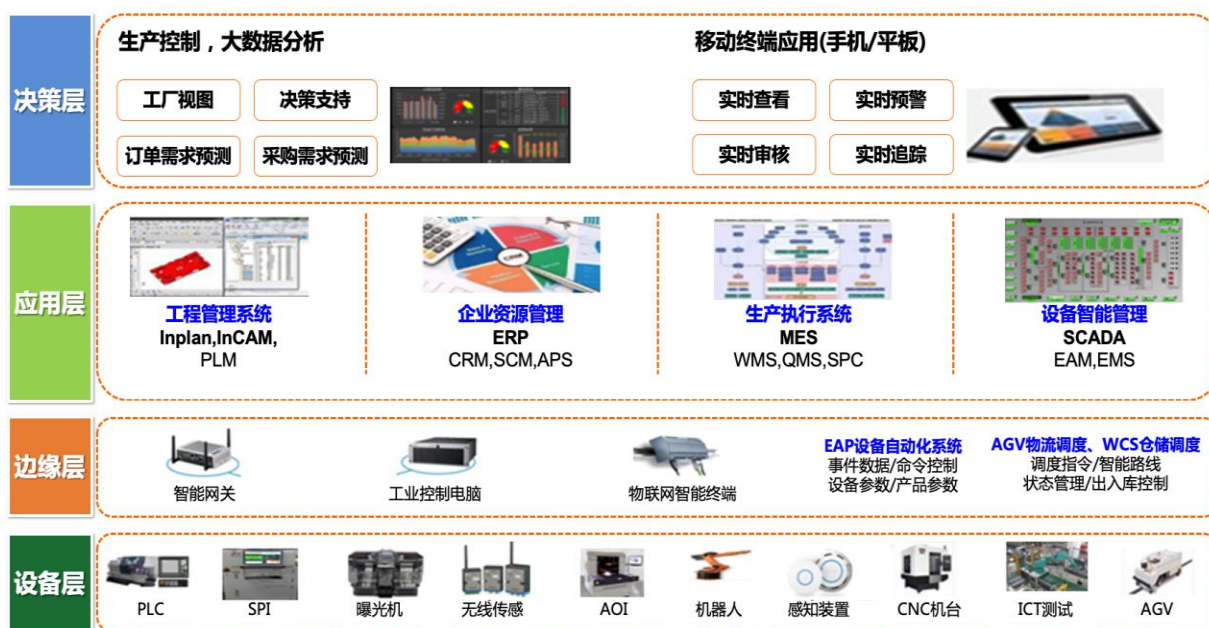 决策层
生产控制，大数据分析
工厂视图
决策支持
订单需求预测
采购需求预测
移动终端应用(手机/平板)
实时查看
实时预警
实时审核
实时追踪
应用层
CRM
工程管理系统
Inplan,InCAM,
PLM
企业资源管理
ERP
CRM,SCM,APS
生产执行系统
MES
WMS,QMS,SPC
设备智能管理
SCADA
EAM,EMS
边缘层
智能网关
工业控制电脑
物联网智能终端
EAP设备自动化系统
事件数据/命令控制
设备参数/产品参数
AGV物流调度、WCS仓储调度
调度指令/智能路线
状态管理/出入库控制
设备层
PLC
SPI
曝光机
无线传感
AOI
机器人
感知装置
CNC机台
ICT测试
AGV